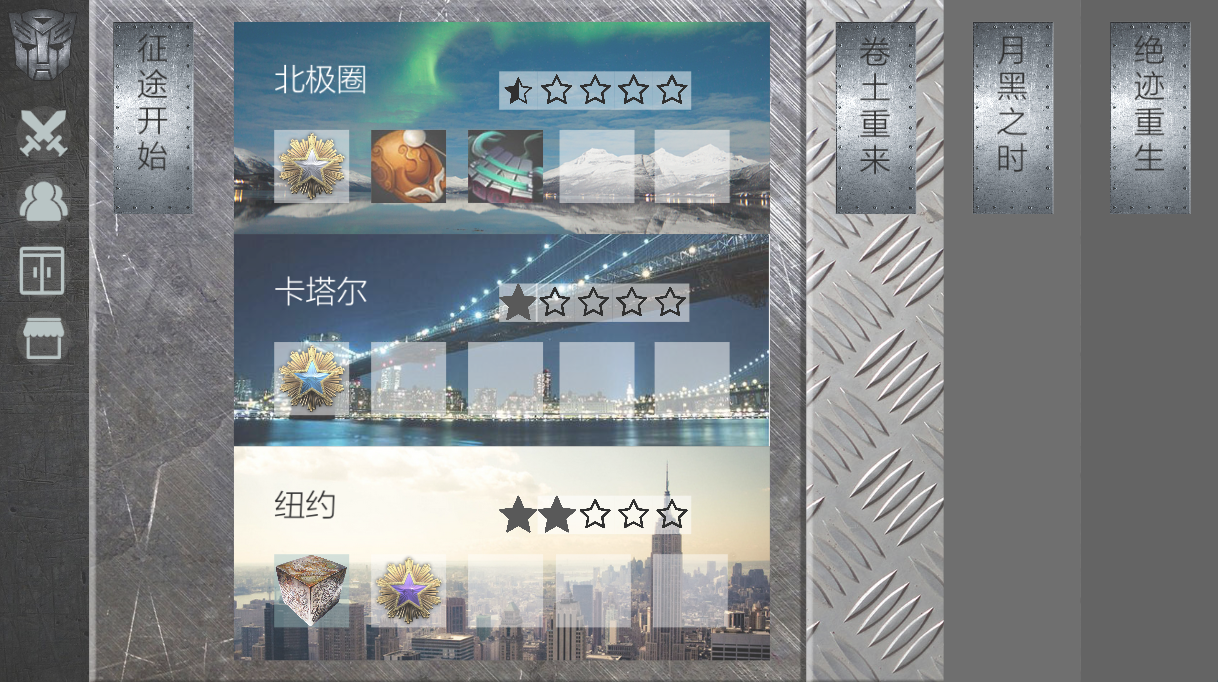 征途开始
北极圈
卡塔尔
纽约
卷土重来
月黑之时
绝迹重生